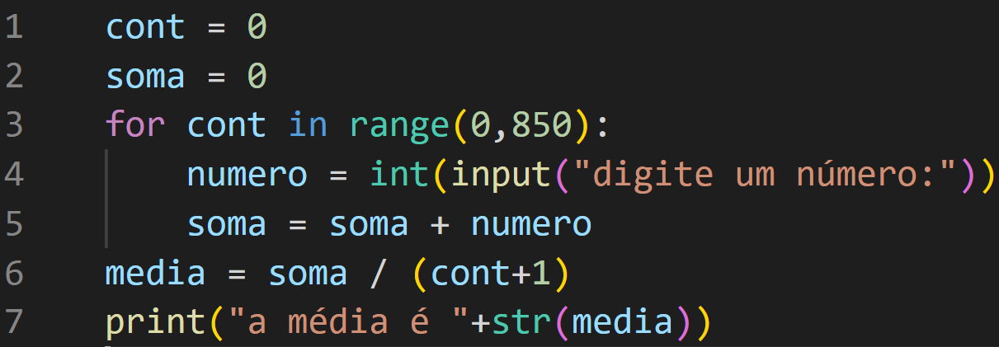 1 cont = 0
2 soma = 0
3 for cont in range(0,850):
4     numero = int(input("digite um número:"))
5     soma = soma + numero
6 media = soma / (cont+1)
7 print("a média é "+str(media))